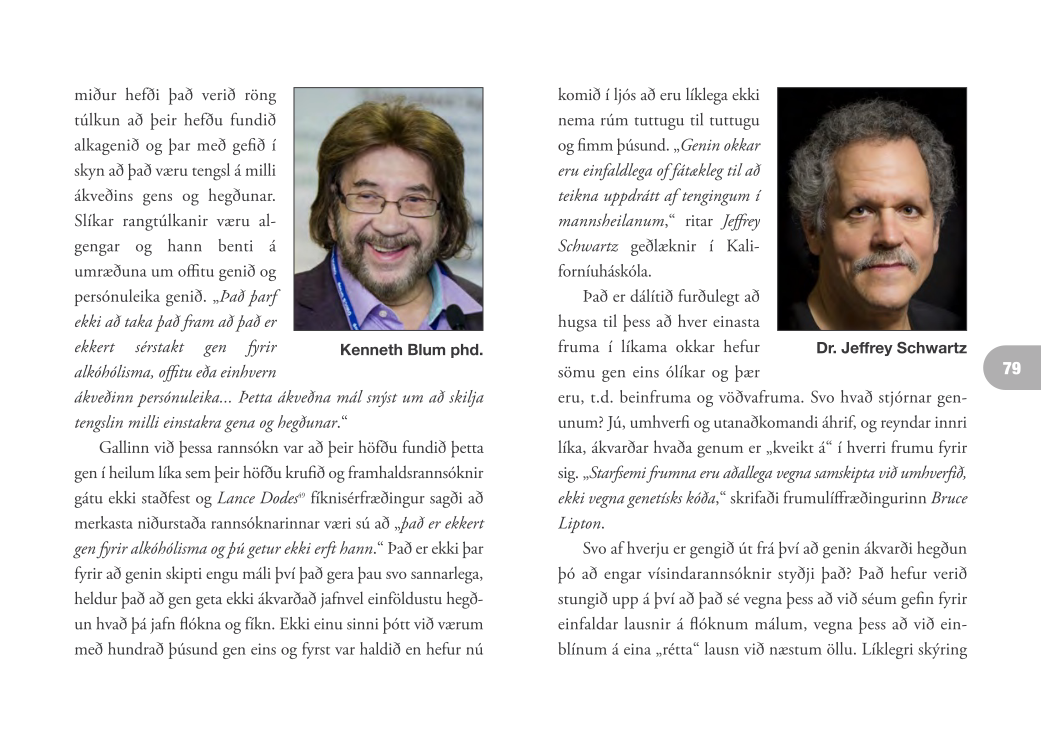 miður hefði það verið röng
túlkun að þeir hefðu fundið
alkagenið og þar með gefið í
skyn að það væru tengsl á milli
ákveðins gens og hegðunar.
Slíkar rangtúlkanir væru al-
gengar og hann benti á
umræðuna um offitu genið og
persónuleika genið. „Það þarf
ekki að taka það fram að það er
ekkert sérstakt gen fyrir
alkóhólisma, offitu eða einhvern
ákveðinn persónuleika... Þetta ákveðna mál snýst um að skilja
tengslin milli einstakra gena og hegðunar.“
Kenneth Blum phd.
Gallinn við þessa rannsókn var að þeir höfðu fundið þetta
gen í heilum líka sem þeir höfðu krufið og framhaldsrannsóknir
gátu ekki staðfest og Lance Dodes⁴⁹ fíknisérfræðingur sagði að
merkasta niðurstaða rannsóknarinnar væri sú að „það er ekkert
gen fyrir alkóhólisma og þú getur ekki erft hann.“ Það er ekki þar
fyrir að genin skipti engu máli því það gera þau svo sannarlega,
heldur það að gen geta ekki ákvarðað jafnvel einföldustu hegð-
un hvað þá jafn flókna og fíkn. Ekki einu sinni þótt við værum
með hundrað þúsund gen eins og fyrst var haldið en hefur nú
komið í ljós að eru líklega ekki
nema rúm tuttugu til tuttugu
og fimm þúsund. „Genin okkar
eru einfaldlega of fátækleg til að
teikna uppdrátt af tengingum í
mannsheilanum,“ ritar Jeffrey
Schwartz geðlæknir í Kali-
forníuháskóla.
Það er dálítið furðulegt að
hugsa til þess að hver einasta
fruma í líkama okkar hefur
sömu gen eins ólíkar og þær
eru, t.d. beinfruma og vöðvafruma. Svo hvað stjórnar gen-
unum? Jú, umhverfi og utanaðkomandi áhrif, og reyndar innri
líka, ákvarðar hvaða genum er „kveikt á“ í hverri frumu fyrir
sig. „Starfsemi frumna eru aðallega vegna samskipta við umhverfið,
ekki vegna genetísks kóða,“ skrifaði frumulíffræðingurinn Bruce
Lipton.
Dr. Jeffrey Schwartz
Svo af hverju er gengið út frá því að genin ákvarði hegðun
þó að engar vísindarannsóknir styðji það? Það hefur verið
stungið upp á því að það sé vegna þess að við séum gefin fyrir
einfaldar lausnir á flóknum málum, vegna þess að við ein-
blínum á eina „rétta“ lausn við næstum öllu. Líklegri skýring
79